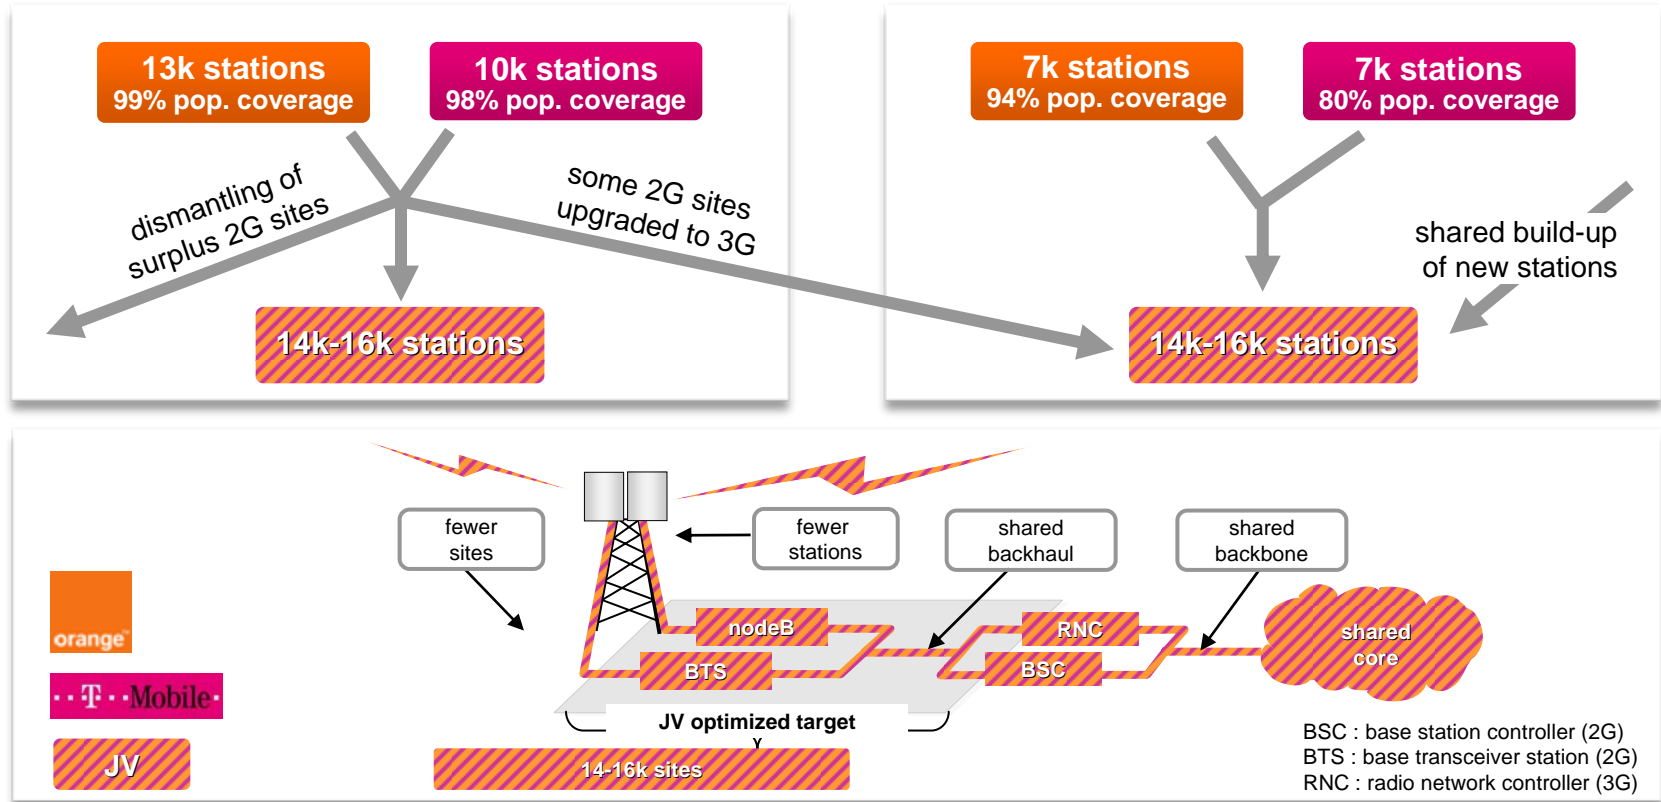 13k stations
99% pop. coverage
10k stations
98% pop. coverage
dismantling of
surplus 2G sites
some 2G sites
upgraded to 3G
14k-16k stations
7k stations
94% pop. coverage
7k stations
80% pop. coverage
shared build-up
of new stations
14k-16k stations
fewer
sites
fewer
stations
shared
backhaul
shared
backbone
orange™
nodeB
BTS
RNC
BSC
shared
core
··T··Mobile·
JV
JV optimized target
14-16k sites
BSC : base station controller (2G)
BTS : base transceiver station (2G)
RNC : radio network controller (3G)